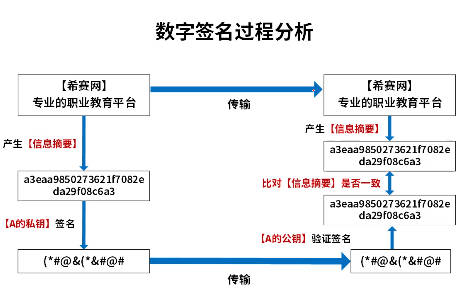 数字签名过程分析
【希赛网】
专业的职业教育平台
传输
【希赛网】
专业的职业教育平台
产生【信息摘要】
产生【信息摘要】
a3eaa9850273621f7082e
da29f08c6a3
a3eaa9850273621f7082e
da29f08c6a3
比对【信息摘要】是否一致
a3eaa9850273621f7082e
da29f08c6a3
【A的私钥】签名
【A的公钥】验证签名
(*#@&(*&#@#
传输
(*#@&(*&#@#